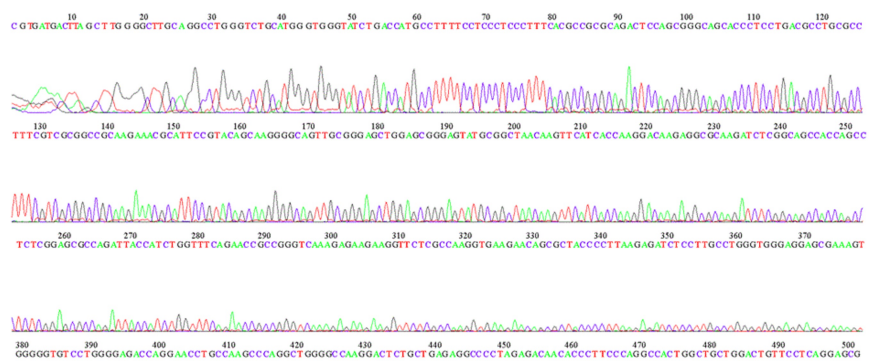 10 20 30 40 50 60 70 80 90 100 110 120
CGTGATGACTTAGCTTGGGGCTTGCAGGCCTGGGTCTGCATGGGTGGGTATCTGACCATGCCTTTTCCTCCCTCCCTTTCACGCCGCGCAGACTCCAGCGGGCAGCACCCTCCTGACGCCTGCGCC
130 140 150 160 170 180 190 200 210 220 230 240 250
TTTCGTCGCGGCCGCAAGAAACGCATTCCGTACAGCAAGGGGCAGTTGCGGGAGCTGGAGCGGGAGTATGCGGCTAACAAGTTCATCACCAAGGACAAGAGGCGCAAGATCTCGGCAGCCACCAGCC
260 270 280 290 300 310 320 330 340 350 360 370
TCTCGGAGCGCCAGATTACCATCTGGTTTCAGAACCGCCGGGTCAAAGAGAAGAAGGTTCTCGCCAAGGTGAAGAACAGCGCTACCCCTTAAGAGATCTCCTTGCCTGGGTGGGAGGAGCGAAAGT
380 390 400 410 420 430 440 450 460 470 480 490 500
GGGGGTGTCCTGGGGAGACCAGGAACCTGCCAAGCCCAGGCTGGGGCCAAGGACTCTGCTGAGAGGCCCCTAGAGACAACACCCTTCCCAGGCCACTGGCTGCTGGACTGTTCCTCAGGAGCG